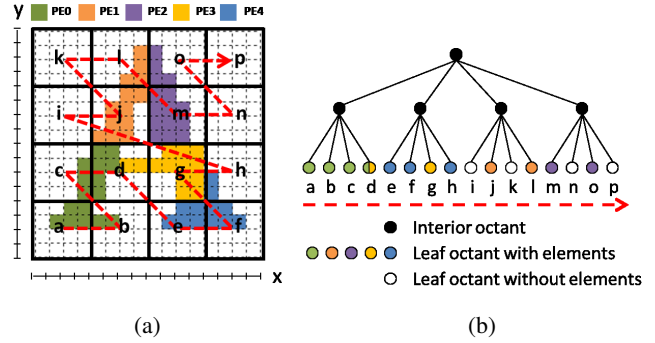 y PE0 PE1 PE2 PE3 PE4
k l o p
i j m n
c d g h
a b e f
x
(a)
a b c d e f g h i j k l m n o p
Interior octant
Leaf octant with elements
Leaf octant without elements
(b)